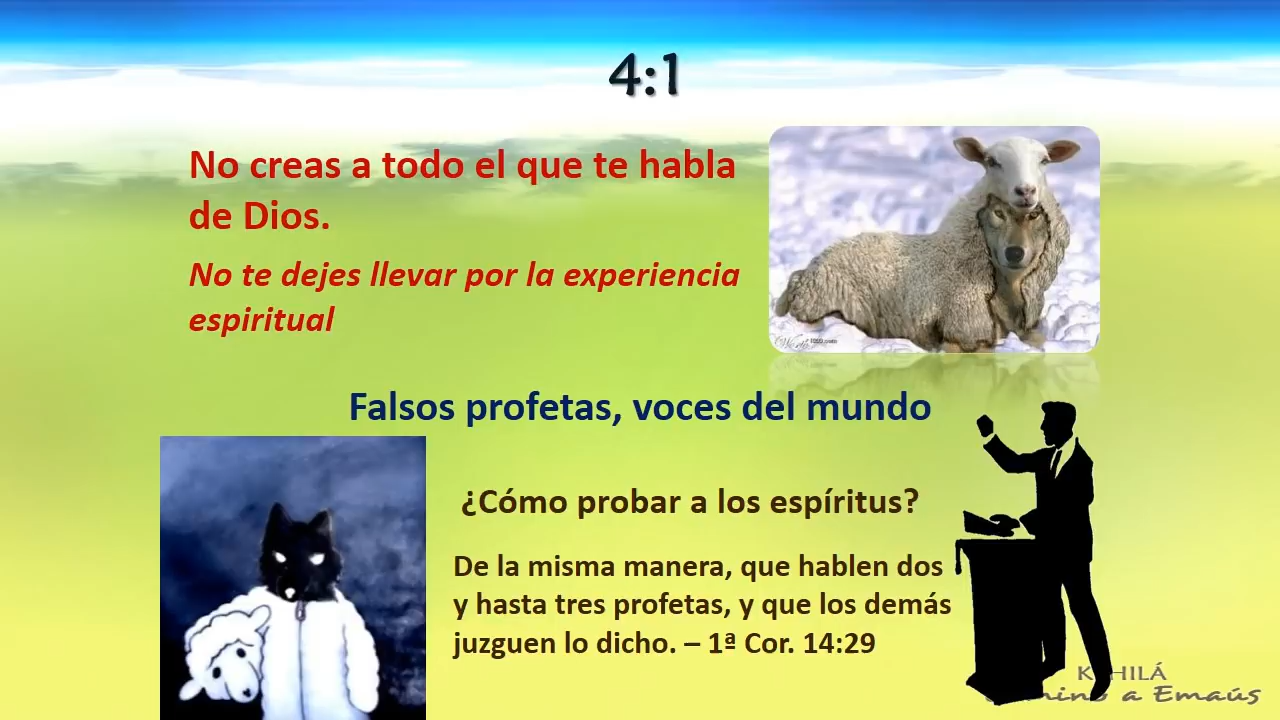 4:1
No creas a todo el que te habla
de Dios.
No te dejes llevar por la experiencia
espiritual
Falsos profetas, voces del mundo
¿Cómo probar a los espíritus?
De la misma manera, que hablen dos
y hasta tres profetas, y que los demás
juzguen lo dicho. – 1ª Cor. 14:29
a Emaús